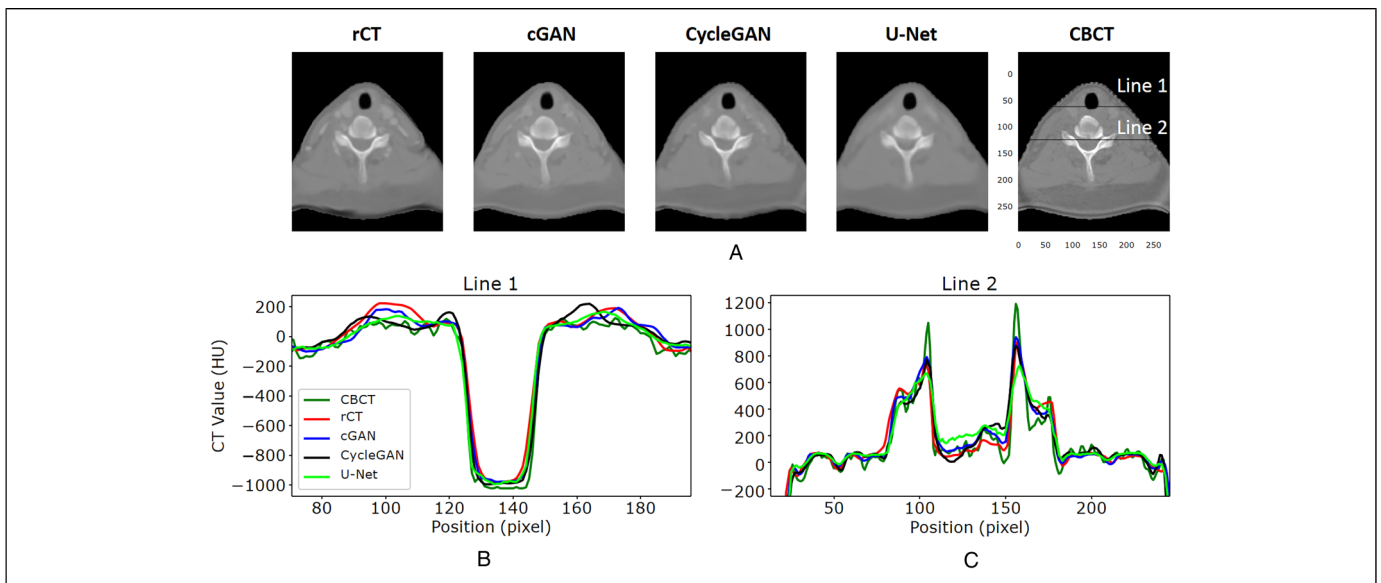 rCT
cGAN
CycleGAN
U-Net
CBCT
0
50
100
150
200
250
Line 1
Line 2
0 50 100 150 200 250
A
Line 1
CT Value (HU)
200
0
−200
−400
−600
−800
−1000
CBCT
rCT
cGAN
CycleGAN
U-Net
80 100 120 140 160 180
Position (pixel)
B
Line 2
1200
1000
800
600
400
200
0
−200
50 100 150 200
Position (pixel)
C